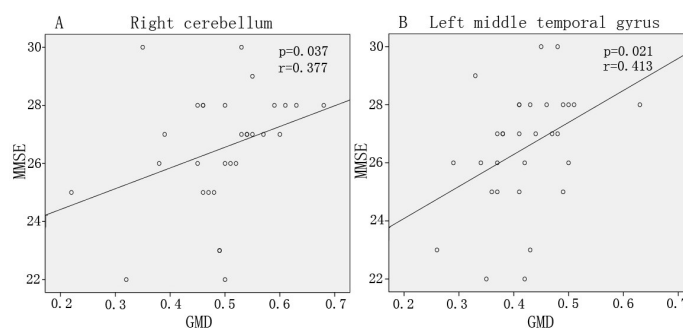 A Right cerebellum
p=0.037
r=0.377
MMSE
30
28
26
24
22
0.2 0.3 0.4 0.5 0.6 0.7
GMD
B Left middle temporal gyrus
p=0.021
r=0.413
MMSE
30
28
26
24
22
0.2 0.3 0.4 0.5 0.6 0.7
GMD